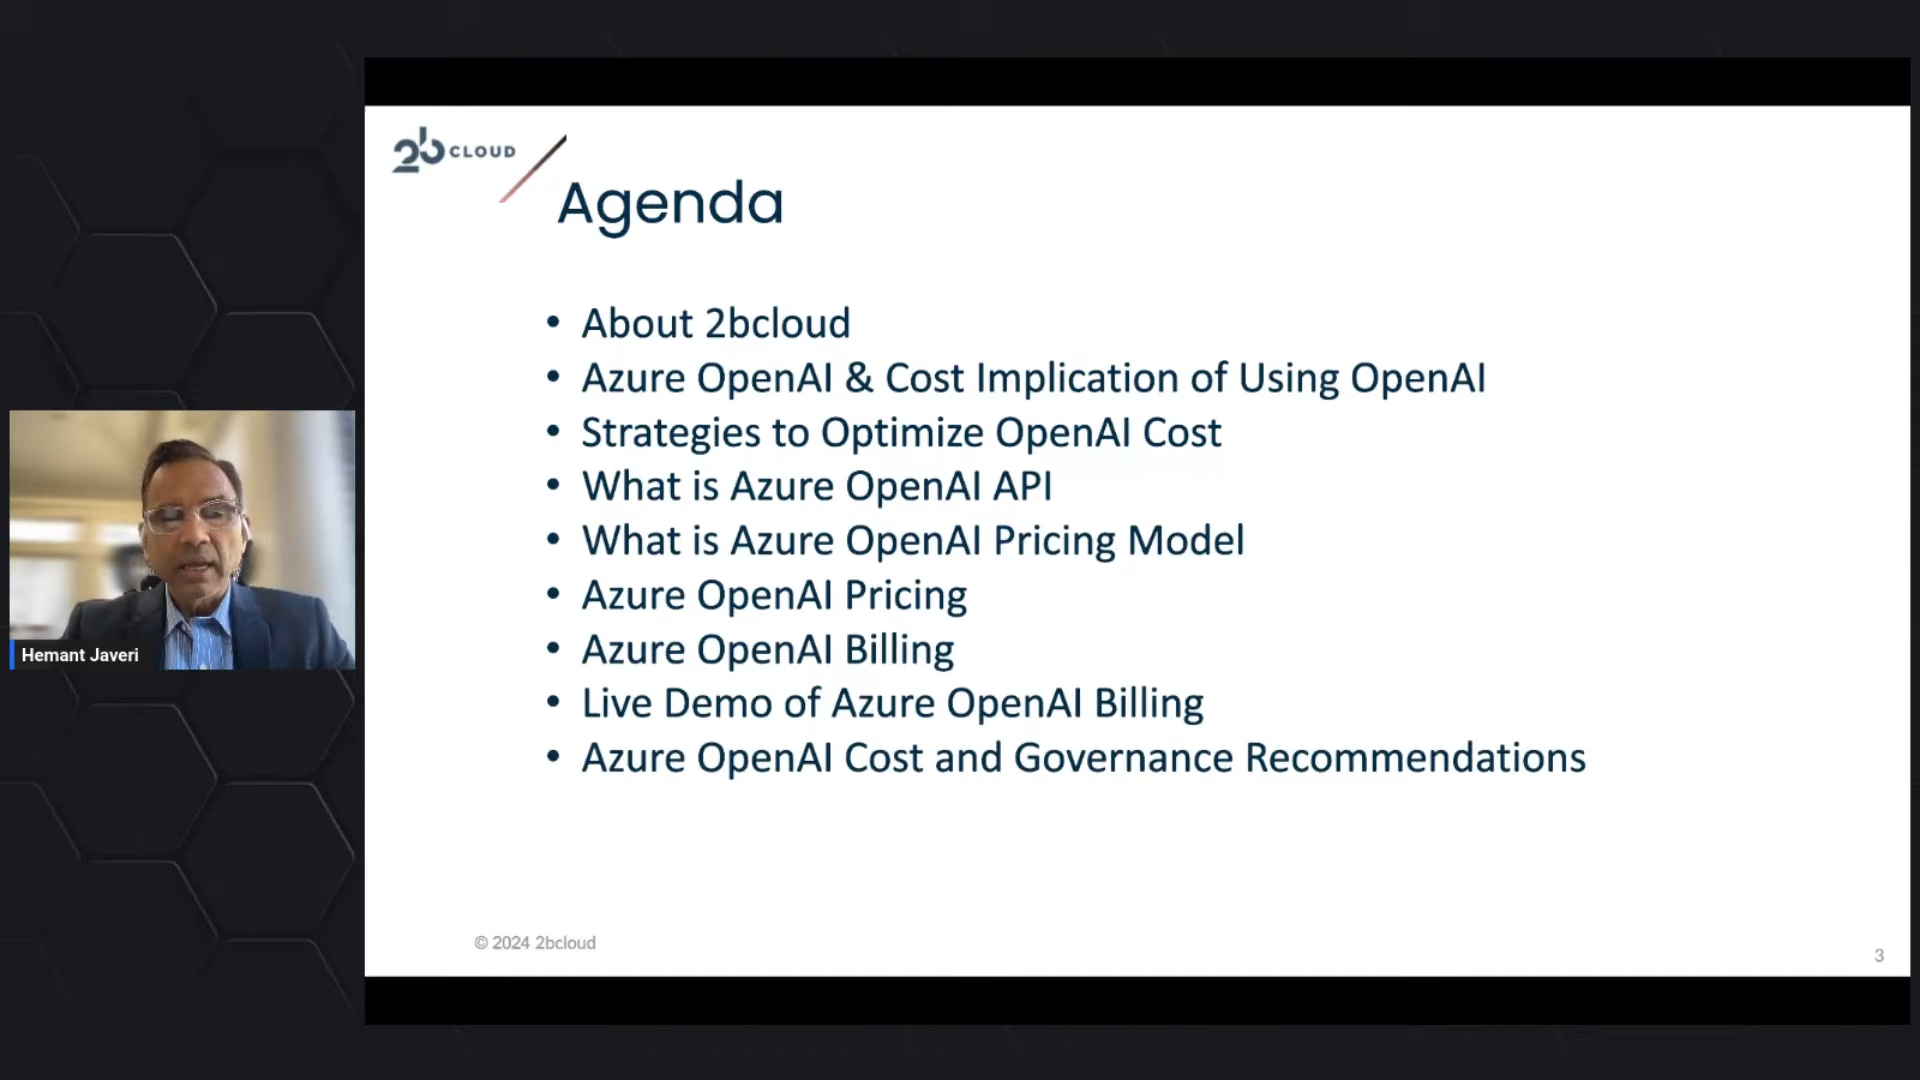 2b CLOUD
Agenda
• About 2bcloud
• Azure OpenAI & Cost Implication of Using OpenAI
• Strategies to Optimize OpenAI Cost
• What is Azure OpenAI API
• What is Azure OpenAI Pricing Model
• Azure OpenAI Pricing
• Azure OpenAI Billing
• Live Demo of Azure OpenAI Billing
• Azure OpenAI Cost and Governance Recommendations
Hemant Javeri
© 2024 2bcloud
3